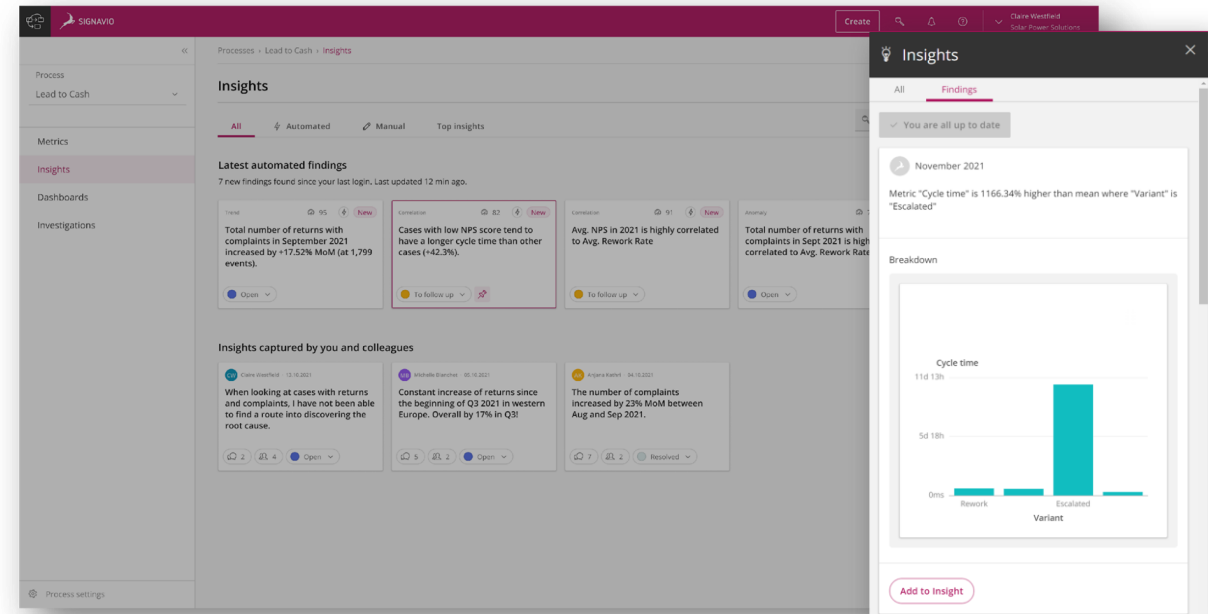 SIGNAVIO
Create
Claire Westfield
Solar Power Solutions
Process
Lead to Cash
Metrics
Insights
Dashboards
Investigations
Process settings
Processes › Lead to Cash › Insights
Insights
All
Automated
Manual
Top insights
Latest automated findings
7 new findings found since your last login. Last updated 12 min ago.
Trend
95
New
Total number of returns with
complaints in September 2021
increased by +17.52% MoM (at 1,799
events).
Open
Correlation
82
New
Cases with low NPS score tend to
have a longer cycle time than other
cases (+42.3%).
To follow up
Correlation
91
New
Avg. NPS in 2021 is highly correlated
to Avg. Rework Rate
To follow up
Anomaly
Total number of returns with
complaints in Sept 2021 is high
correlated to Avg. Rework Rate
Open
Insights captured by you and colleagues
Claire Westfield · 13.10.2021
When looking at cases with returns
and complaints, I have not been able
to find a route into discovering the
root cause.
2
4
Open
Michelle Blanchet · 05.10.2021
Constant increase of returns since
the beginning of Q3 2021 in western
Europe. Overall by 17% in Q3!
5
2
Open
04.10.2021
The number of complaints
increased by 23% MoM between
Aug and Sep 2021.
7
2
Resolved
Insights
All
Findings
You are all up to date
November 2021
Metric "Cycle time" is 1166.34% higher than mean where "Variant" is
"Escalated"
Breakdown
Cycle time
11d 13h
5d 18h
0ms
Rework
Escalated
Variant
Add to Insight